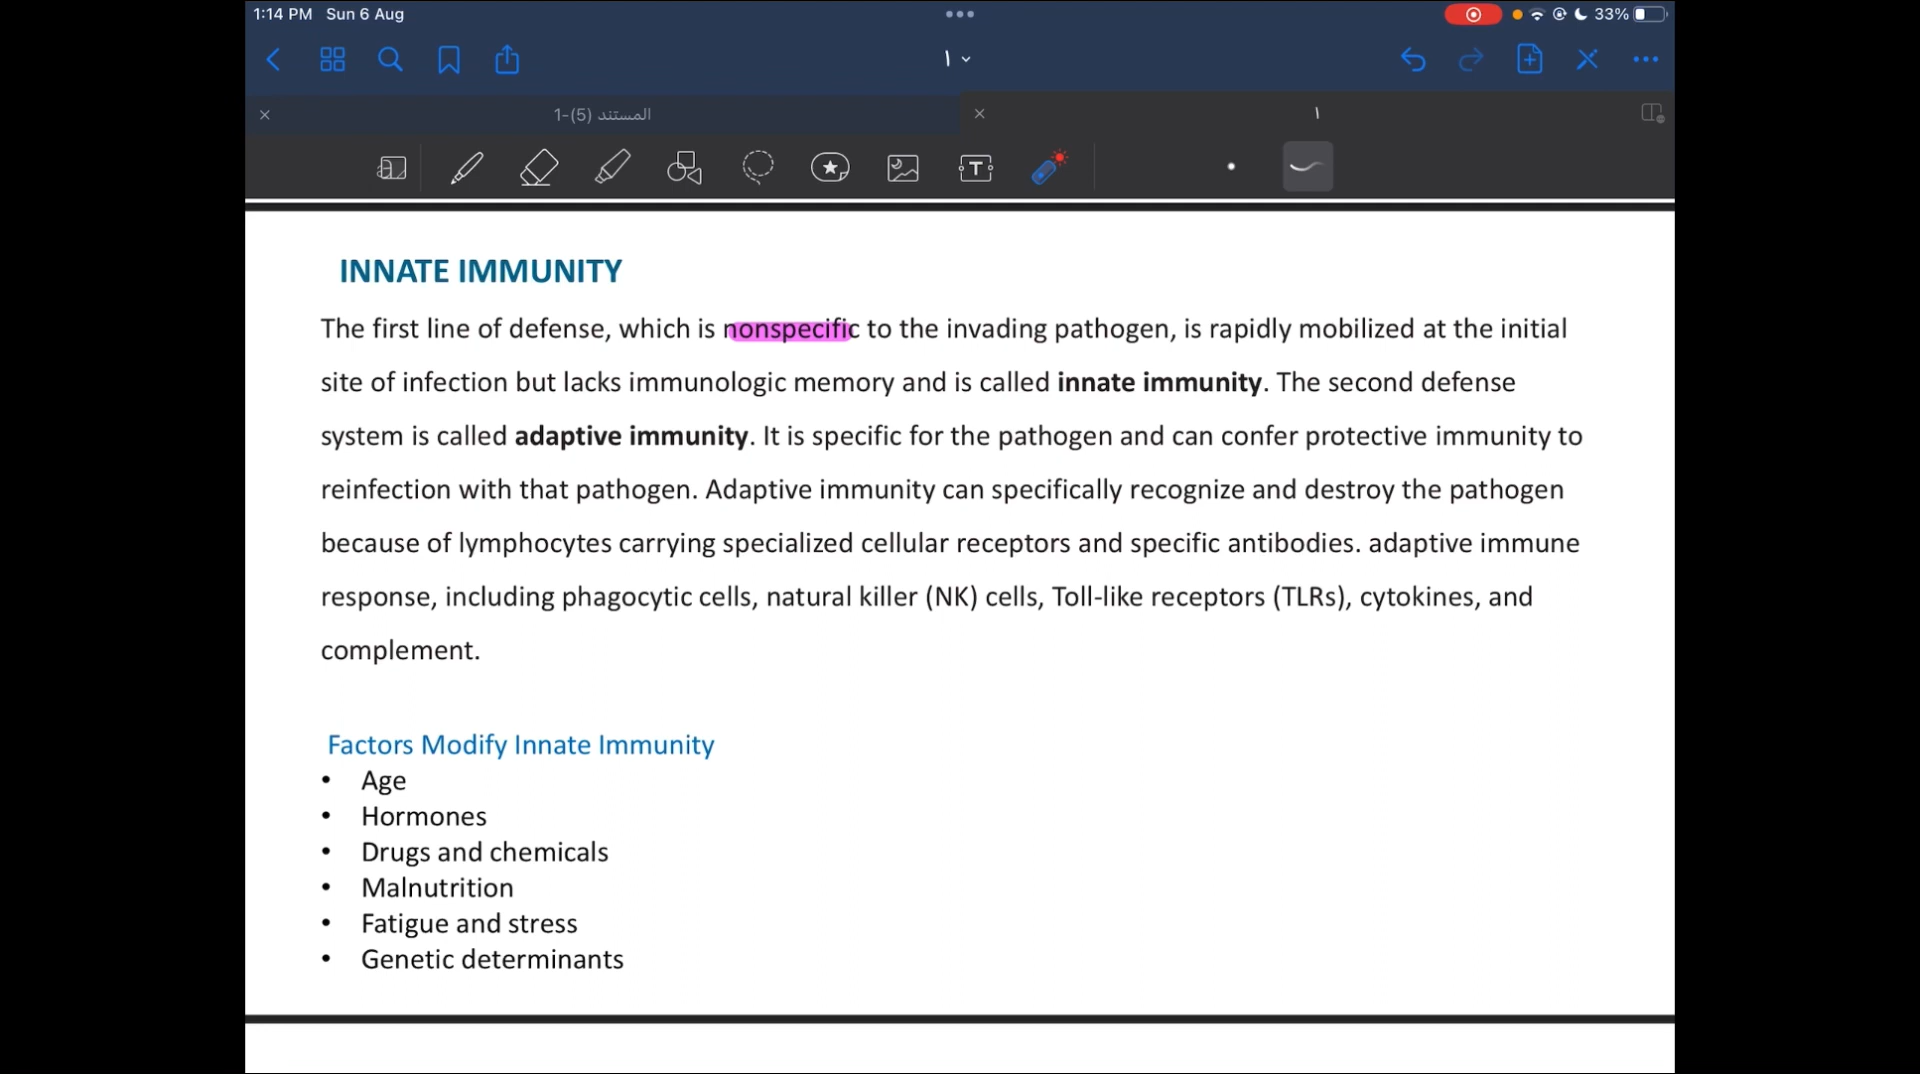 1:14 PM Sun 6 Aug
33%
١
المستند (5)-1
١
INNATE IMMUNITY
The first line of defense, which is nonspecific to the invading pathogen, is rapidly mobilized at the initial
site of infection but lacks immunologic memory and is called innate immunity. The second defense
system is called adaptive immunity. It is specific for the pathogen and can confer protective immunity to
reinfection with that pathogen. Adaptive immunity can specifically recognize and destroy the pathogen
because of lymphocytes carrying specialized cellular receptors and specific antibodies. adaptive immune
response, including phagocytic cells, natural killer (NK) cells, Toll-like receptors (TLRs), cytokines, and
complement.
Factors Modify Innate Immunity
• Age
• Hormones
• Drugs and chemicals
• Malnutrition
• Fatigue and stress
• Genetic determinants